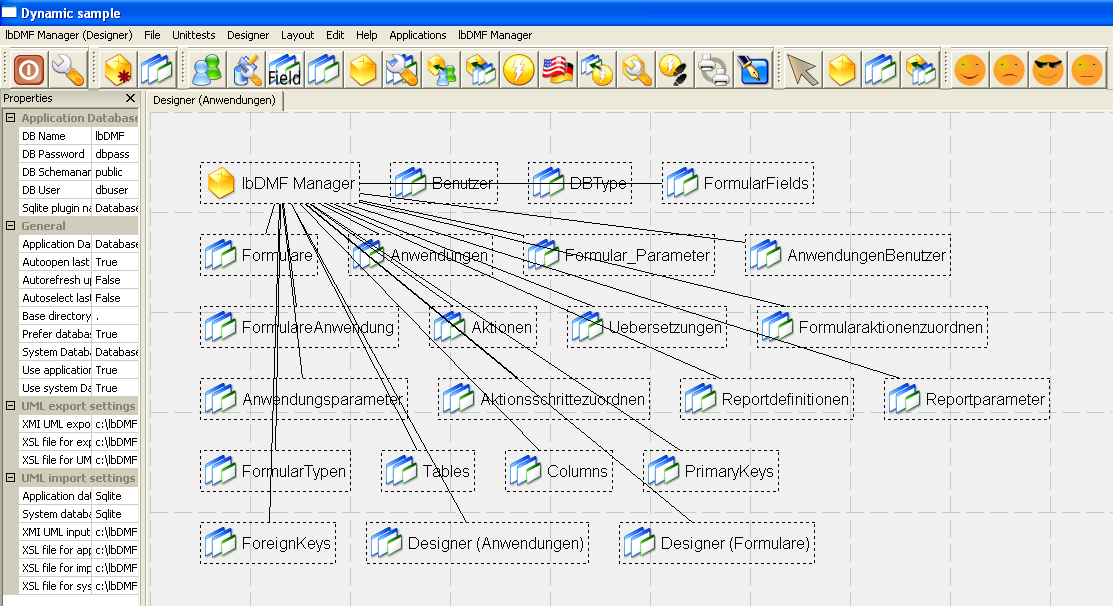 Dynamic sample
lbDMF Manager (Designer) File Unittests Designer Layout Edit Help Applications lbDMF Manager
Field
Properties
Designer (Anwendungen)
Application Database
DB Name lbDMF
DB Password dbpass
DB Schemanar public
DB User dbuser
Sqlite plugin na Database
General
Application Da Database
Autoopen last True
Autorefresh up False
Autoselect last False
Base directory .
Prefer databas True
System Datab Database
Use application True
Use system Da True
UML export settings
XMI UML expo c:\lbDMF
XSL file for exp c:\lbDMF
XSL file for UM c:\lbDMF
UML import settings
Application dat Sqlite
System databa Sqlite
XMI UML input c:\lbDMF
XSL file for app c:\lbDMF
XSL file for imp c:\lbDMF
XSL file for sys c:\lbDMF
lbDMF Manager Benutzer DBType FormularFields
Formulare Anwendungen Formular_Parameter AnwendungenBenutzer
FormulareAnwendung Aktionen Uebersetzungen Formularaktionenzuordnen
Anwendungsparameter Aktionsschrittezuordnen Reportdefinitionen Reportparameter
FormularTypen Tables Columns PrimaryKeys
ForeignKeys Designer (Anwendungen) Designer (Formulare)